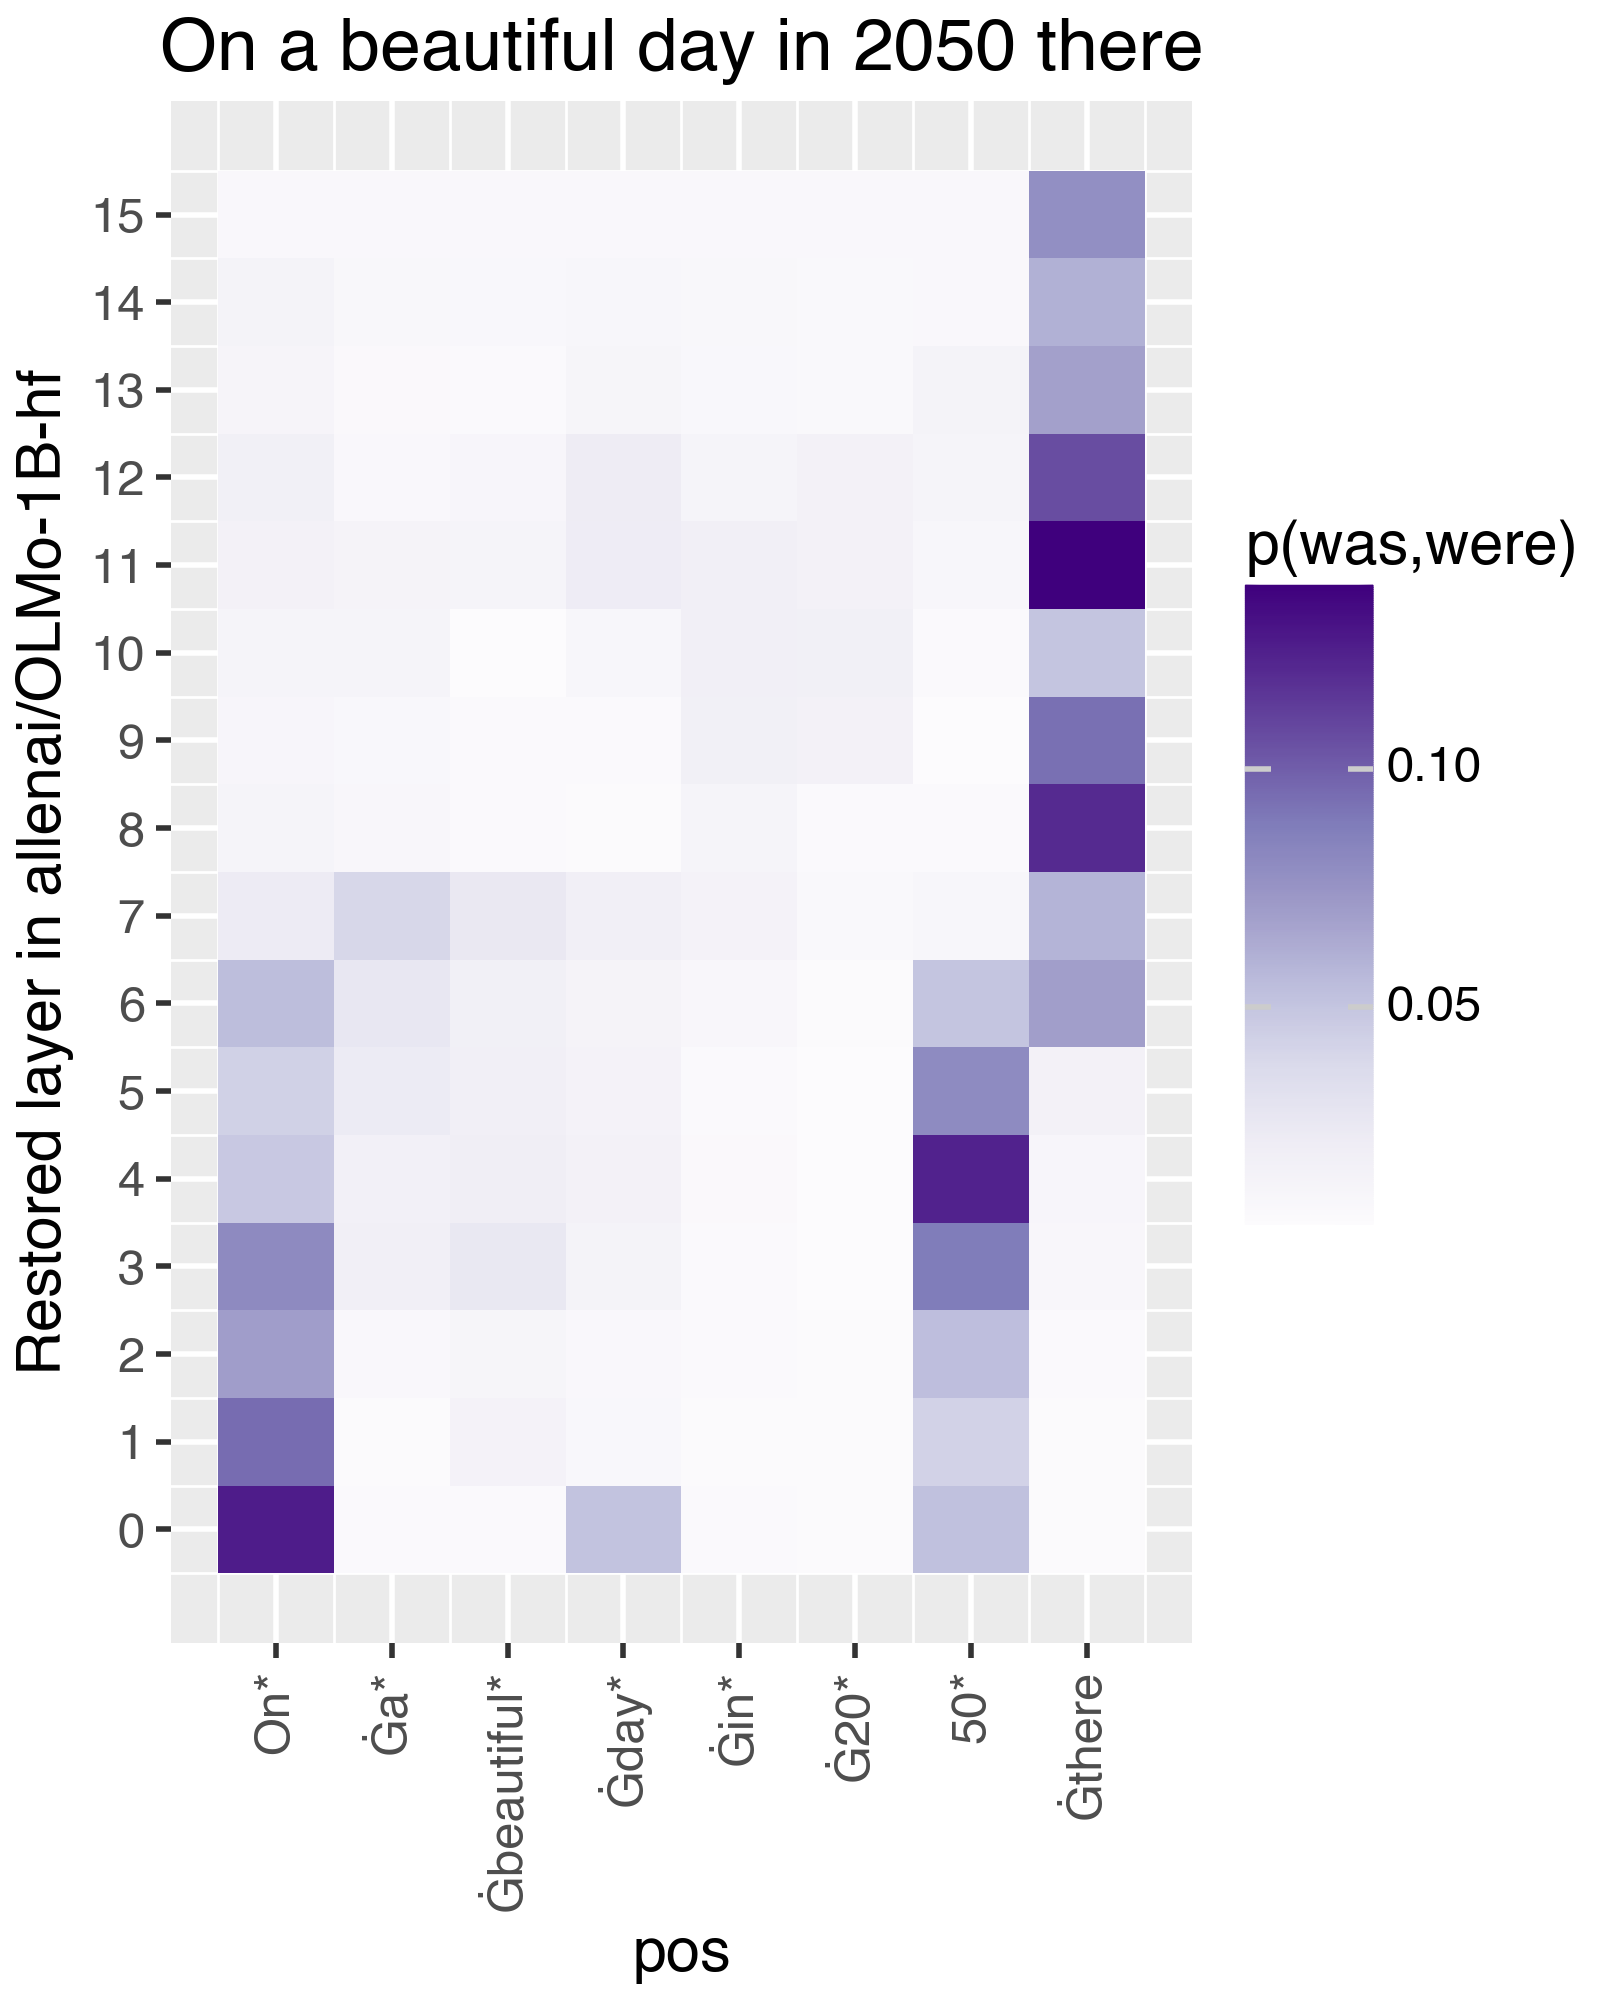 On a beautiful day in 2050 there
Restored layer in allenai/OLMo-1B-hf
15
14
13
12
11
10
9
8
7
6
5
4
3
2
1
0
On*
Ġa*
Ġbeautiful*
Ġday*
Ġin*
Ġ20*
50*
Ġthere
pos
p(was,were)
0.10
0.05